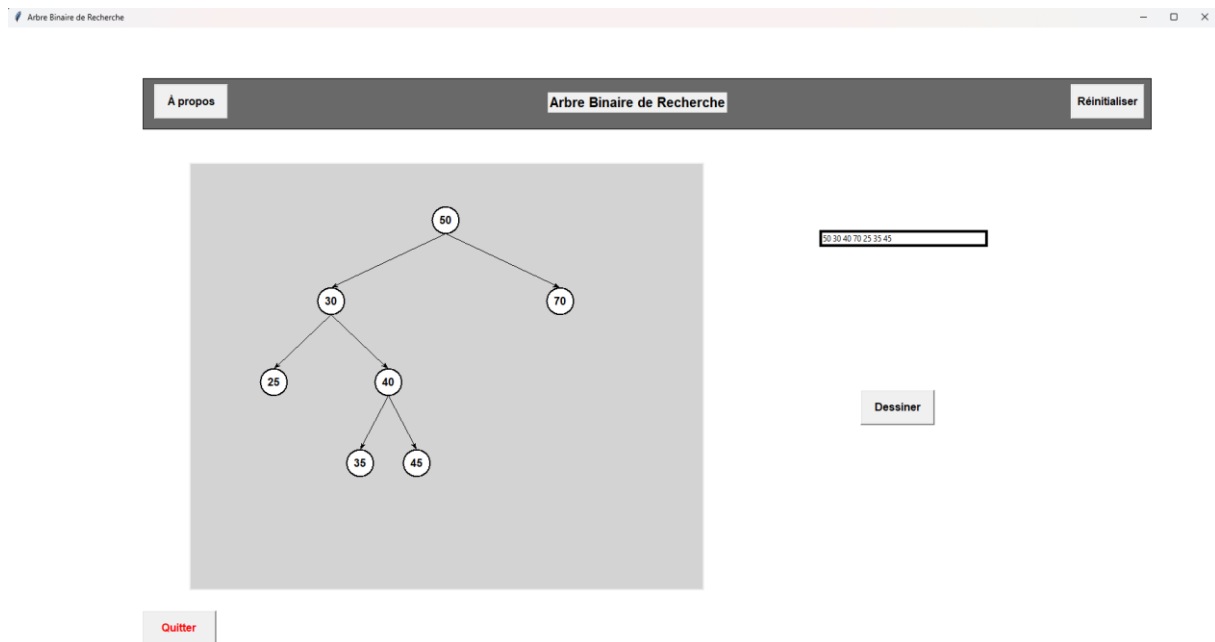 Arbre Binaire de Recherche
À propos
Arbre Binaire de Recherche
Réinitialiser
50
50 30 40 70 25 35 45
30
70
25
40
Dessiner
35
45
Quitter